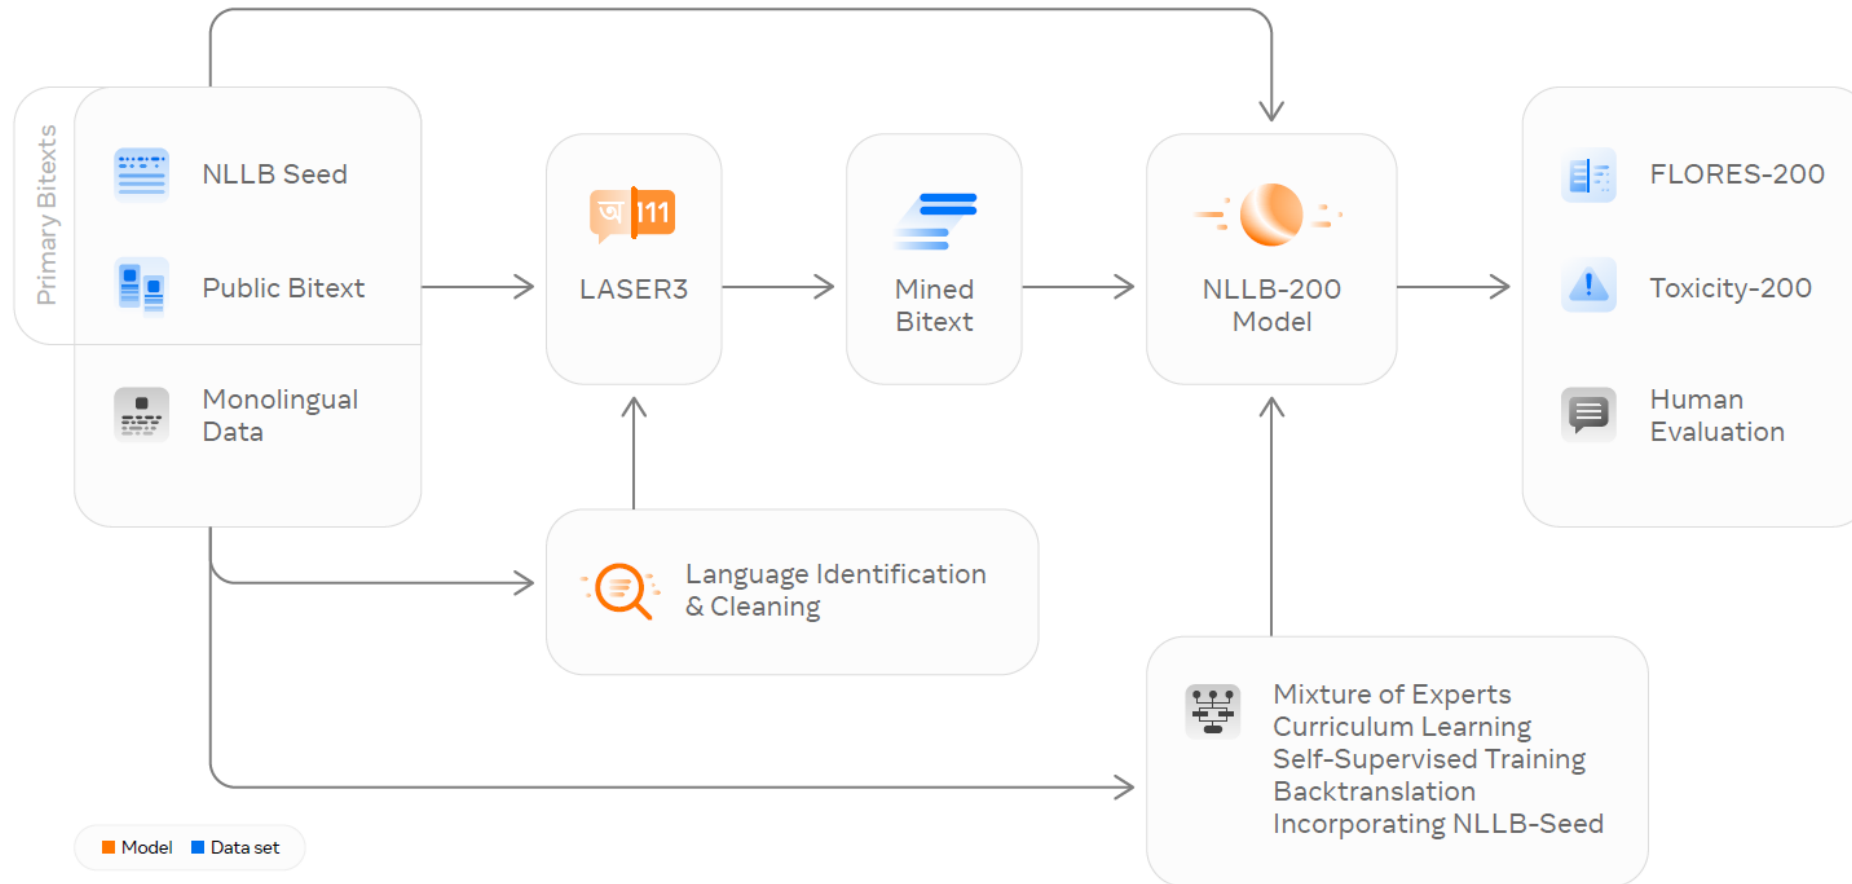 Primary Bitexts
NLLB Seed
Public Bitext
Monolingual
Data
অ 111
LASER3
Mined
Bitext
NLLB-200
Model
FLORES-200
Toxicity-200
Human
Evaluation
Language Identification
& Cleaning
Mixture of Experts
Curriculum Learning
Self-Supervised Training
Backtranslation
Incorporating NLLB-Seed
Model
Data set